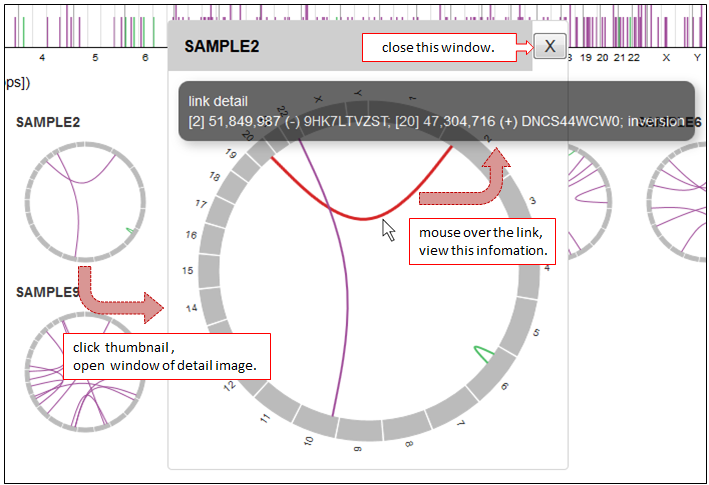 4 5 6
19 20 21 22 X Y
ps])
SAMPLE2
X
close this window.
link detail
[2] 51,849,987 (-) 9HK7LTVZST; [20] 47,304,716 (+) DNCS44WCW0; inversion
SAMPLE2
SAMPLE6
SAMPLE9
mouse over the link,
view this infomation.
click thumbnail ,
open window of detail image.
1
2
3
4
5
6
7
8
9
10
11
12
14
15
16
17
18
19
20
22
X
Y